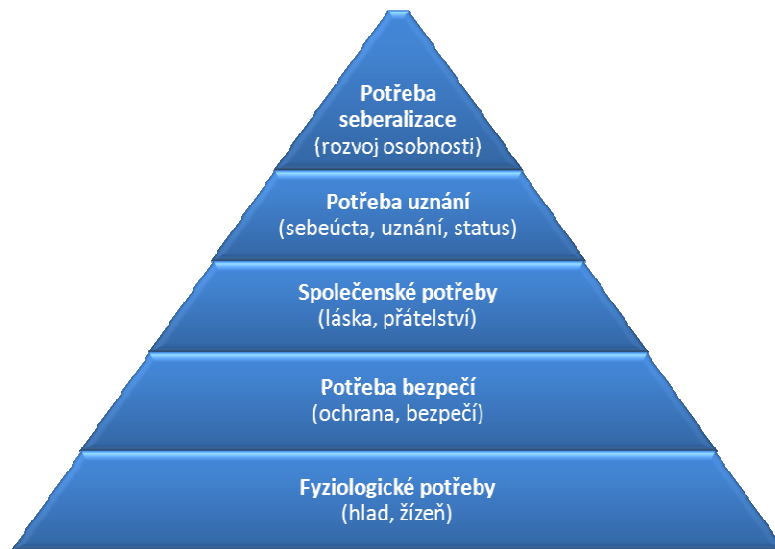 Potřeba
seberalizace
(rozvoj osobnosti)
Potřeba uznání
(sebeúcta, uznání, status)
Společenské potřeby
(láska, přátelství)
Potřeba bezpečí
(ochrana, bezpečí)
Fyziologické potřeby
(hlad, žízeň)